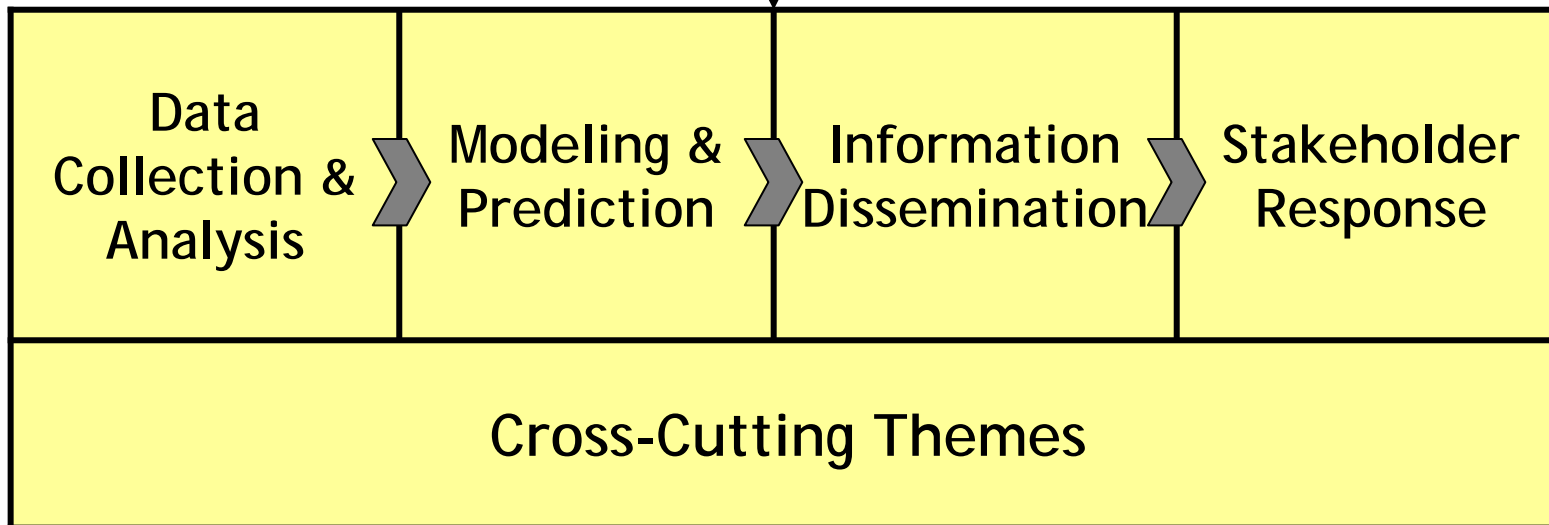 Data
Collection &
Analysis
Modeling &
Prediction
Information
Dissemination
Stakeholder
Response
Cross-Cutting Themes